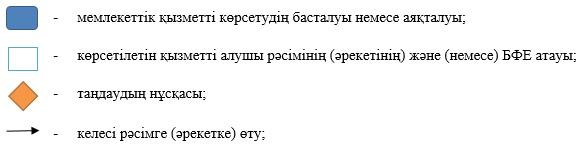 - мемлекеттік қызметті көрсетудің басталуы немесе аяқталуы;
- көрсетілетін қызметті алушы рәсімінің (әрекетінің) және (немесе) БФЕ атауы;
- таңдаудың нұсқасы;
- келесі рәсімге (әрекетке) өту;